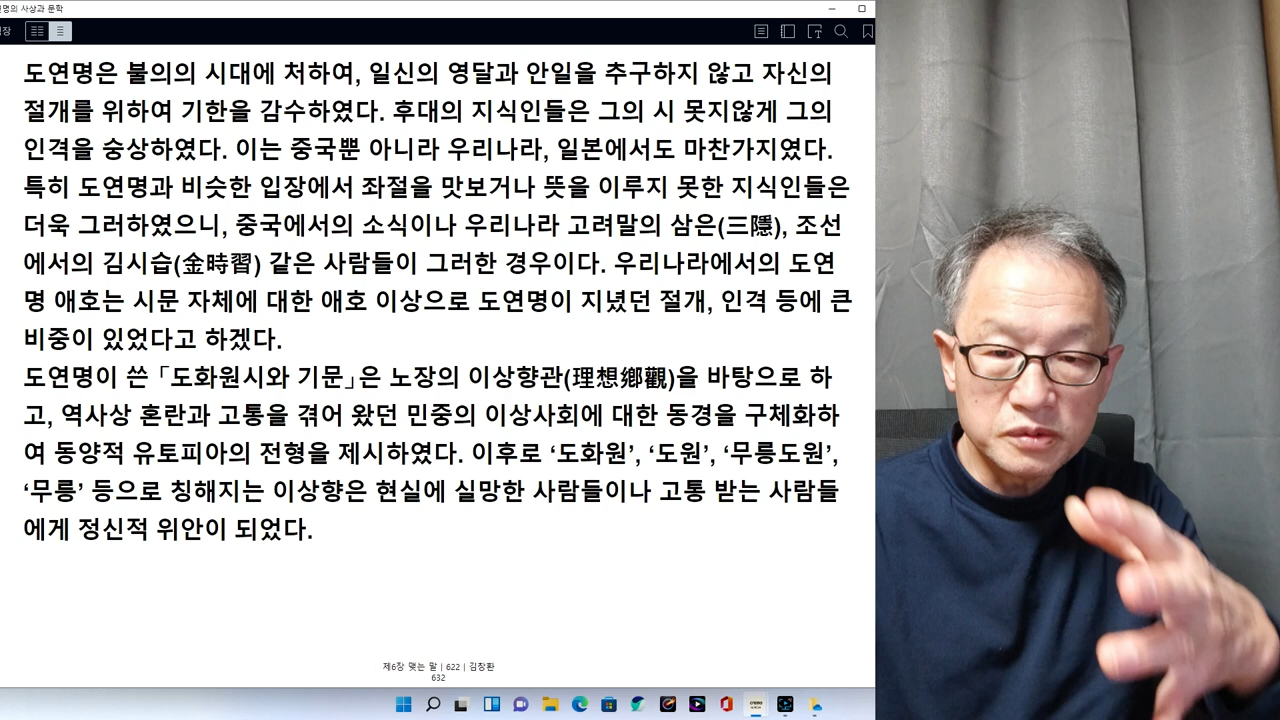 연명의 사상과 문학
도연명은 불의의 시대에 처하여, 일신의 영달과 안일을 추구하지 않고 자신의
절개를 위하여 기한을 감수하였다. 후대의 지식인들은 그의 시 못지않게 그의
인격을 숭상하였다. 이는 중국뿐 아니라 우리나라, 일본에서도 마찬가지였다.
특히 도연명과 비슷한 입장에서 좌절을 맛보거나 뜻을 이루지 못한 지식인들은
더욱 그러하였으니, 중국에서의 소식이나 우리나라 고려말의 삼은(三隱), 조선
에서의 김시습(金時習) 같은 사람들이 그러한 경우이다. 우리나라에서의 도연
명 애호는 시문 자체에 대한 애호 이상으로 도연명이 지녔던 절개, 인격 등에 큰
비중이 있었다고 하겠다.
도연명이 쓴 「도화원시와 기문」은 노장의 이상향관(理想鄕觀)을 바탕으로 하
고, 역사상 혼란과 고통을 겪어 왔던 민중의 이상사회에 대한 동경을 구체화하
여 동양적 유토피아의 전형을 제시하였다. 이후로 ‘도화원’, ‘도원’, ‘무릉도원’,
‘무릉’ 등으로 칭해지는 이상향은 현실에 실망한 사람들이나 고통 받는 사람들
에게 정신적 위안이 되었다.
제6장 맺는 말 | 622 | 김창환
632